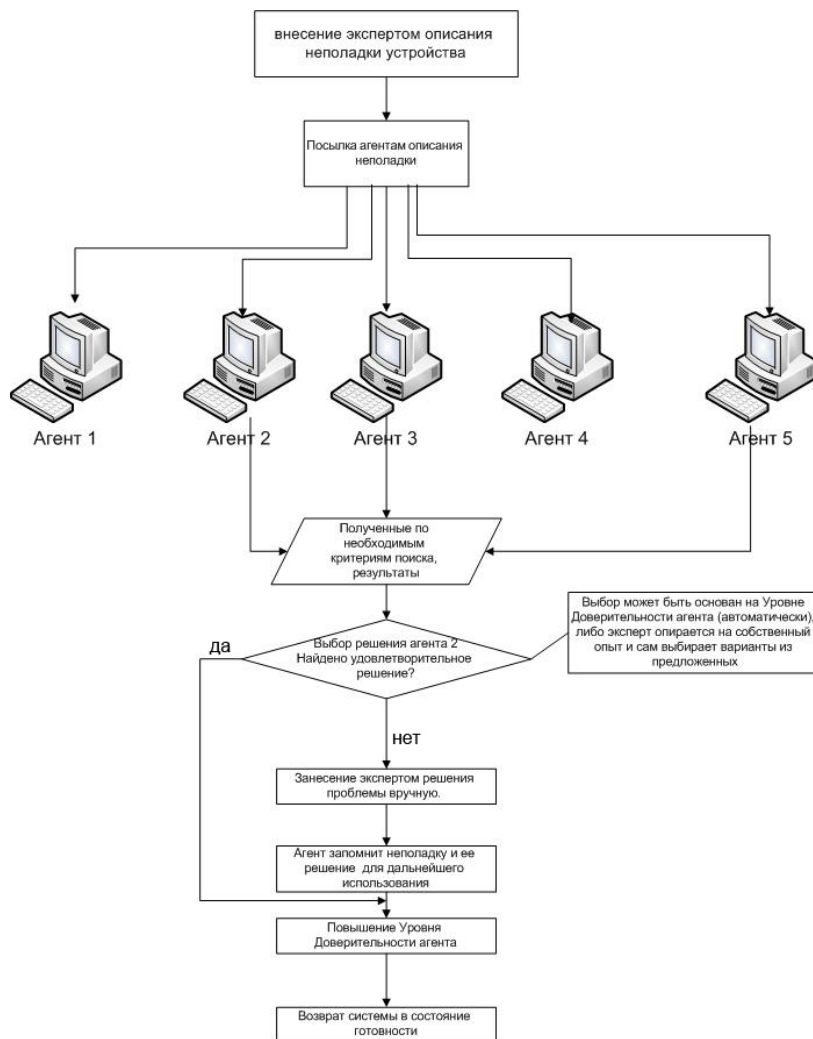 внесение экспертом описания
неполадки устройства
Посылка агентам описания
неполадки
Агент 1
Агент 2
Агент 3
Агент 4
Агент 5
Полученные по
необходимым
критериям поиска,
результаты
Выбор может быть основан на Уровне
Доверительности агента (автоматически),
либо эксперт опирается на собственный
опыт и сам выбирает варианты из
предложенных
Выбор решения агента 2
Найдено удовлетворительное
решение?
да
нет
Занесение экспертом решения
проблемы вручную.
Агент запомнит неполадку и ее
решение для дальнейшего
использования
Повышение Уровня
Доверительности агента
Возврат системы в состояние
готовности